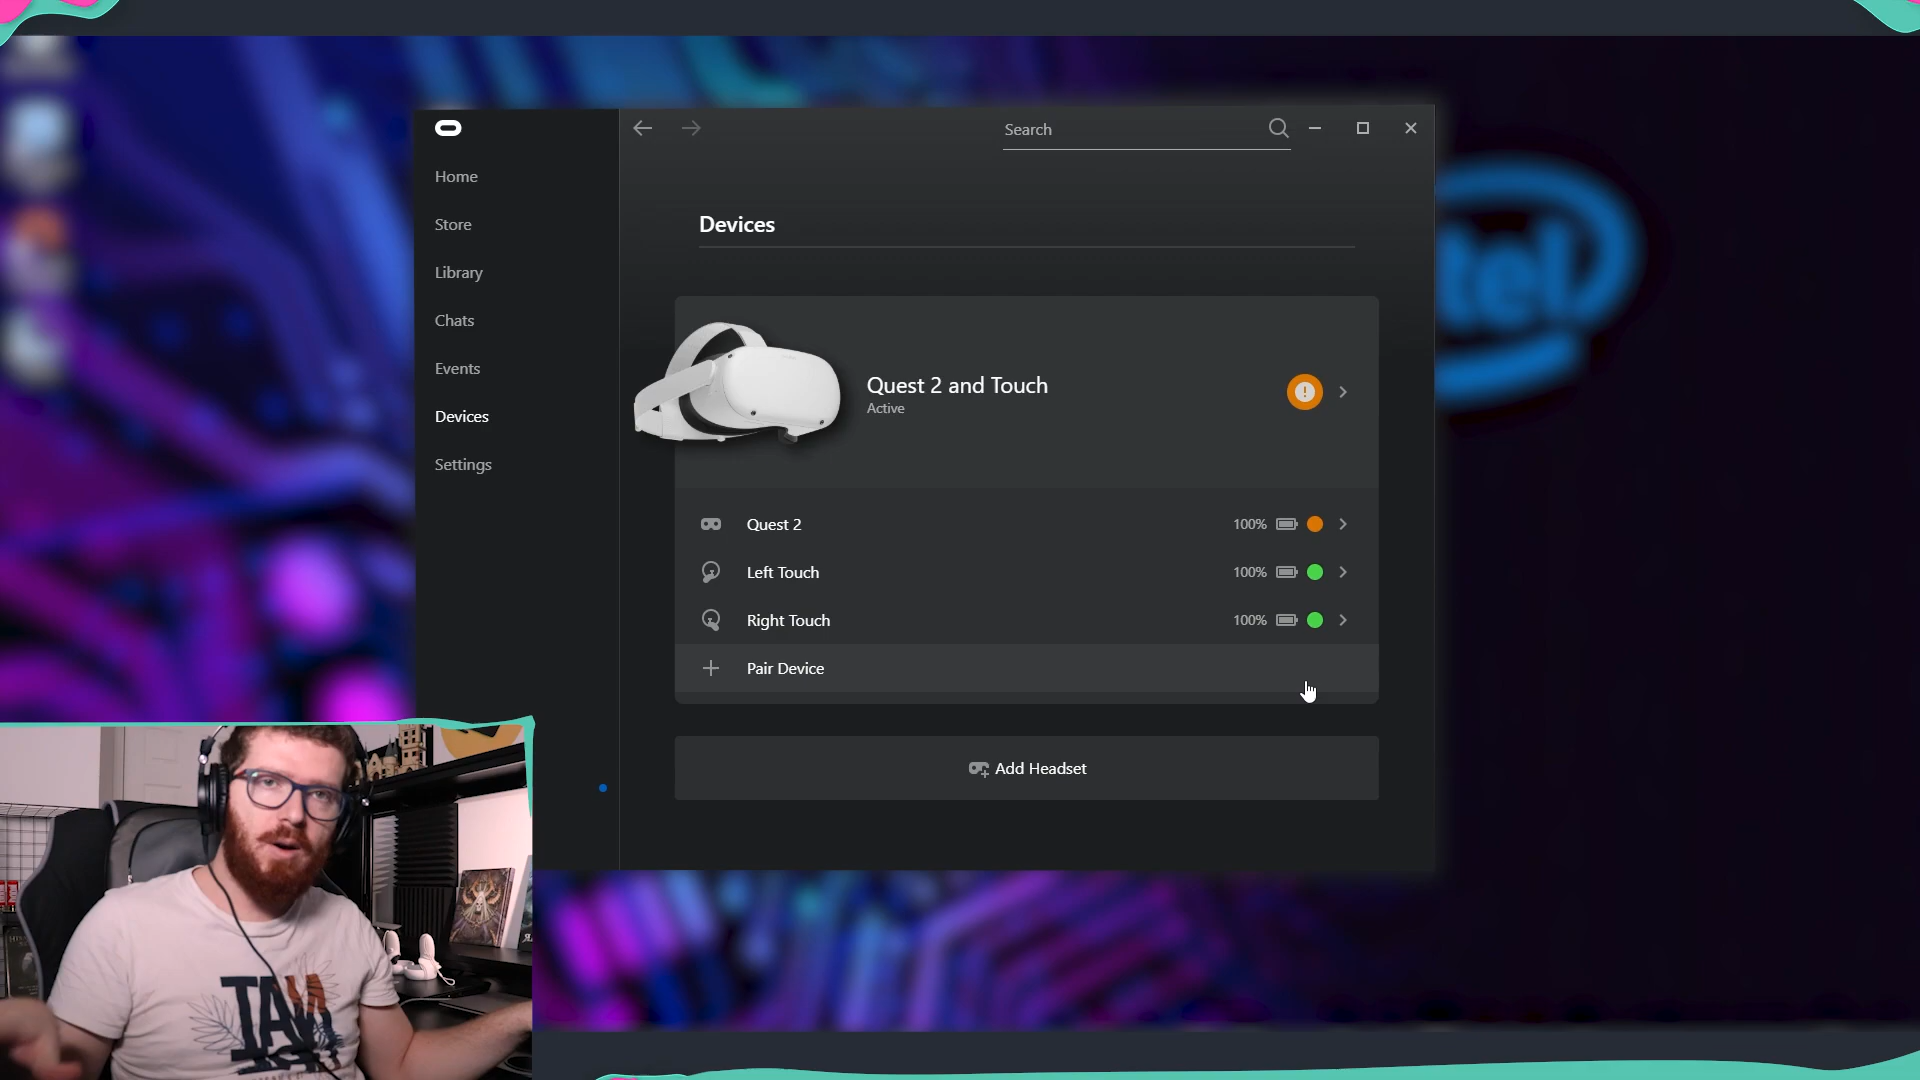 Search
Home
Store
Library
Chats
Events
Devices
Settings
Devices
Quest 2 and Touch
Active
Quest 2
100%
Left Touch
100%
Right Touch
100%
Pair Device
Add Headset
tel